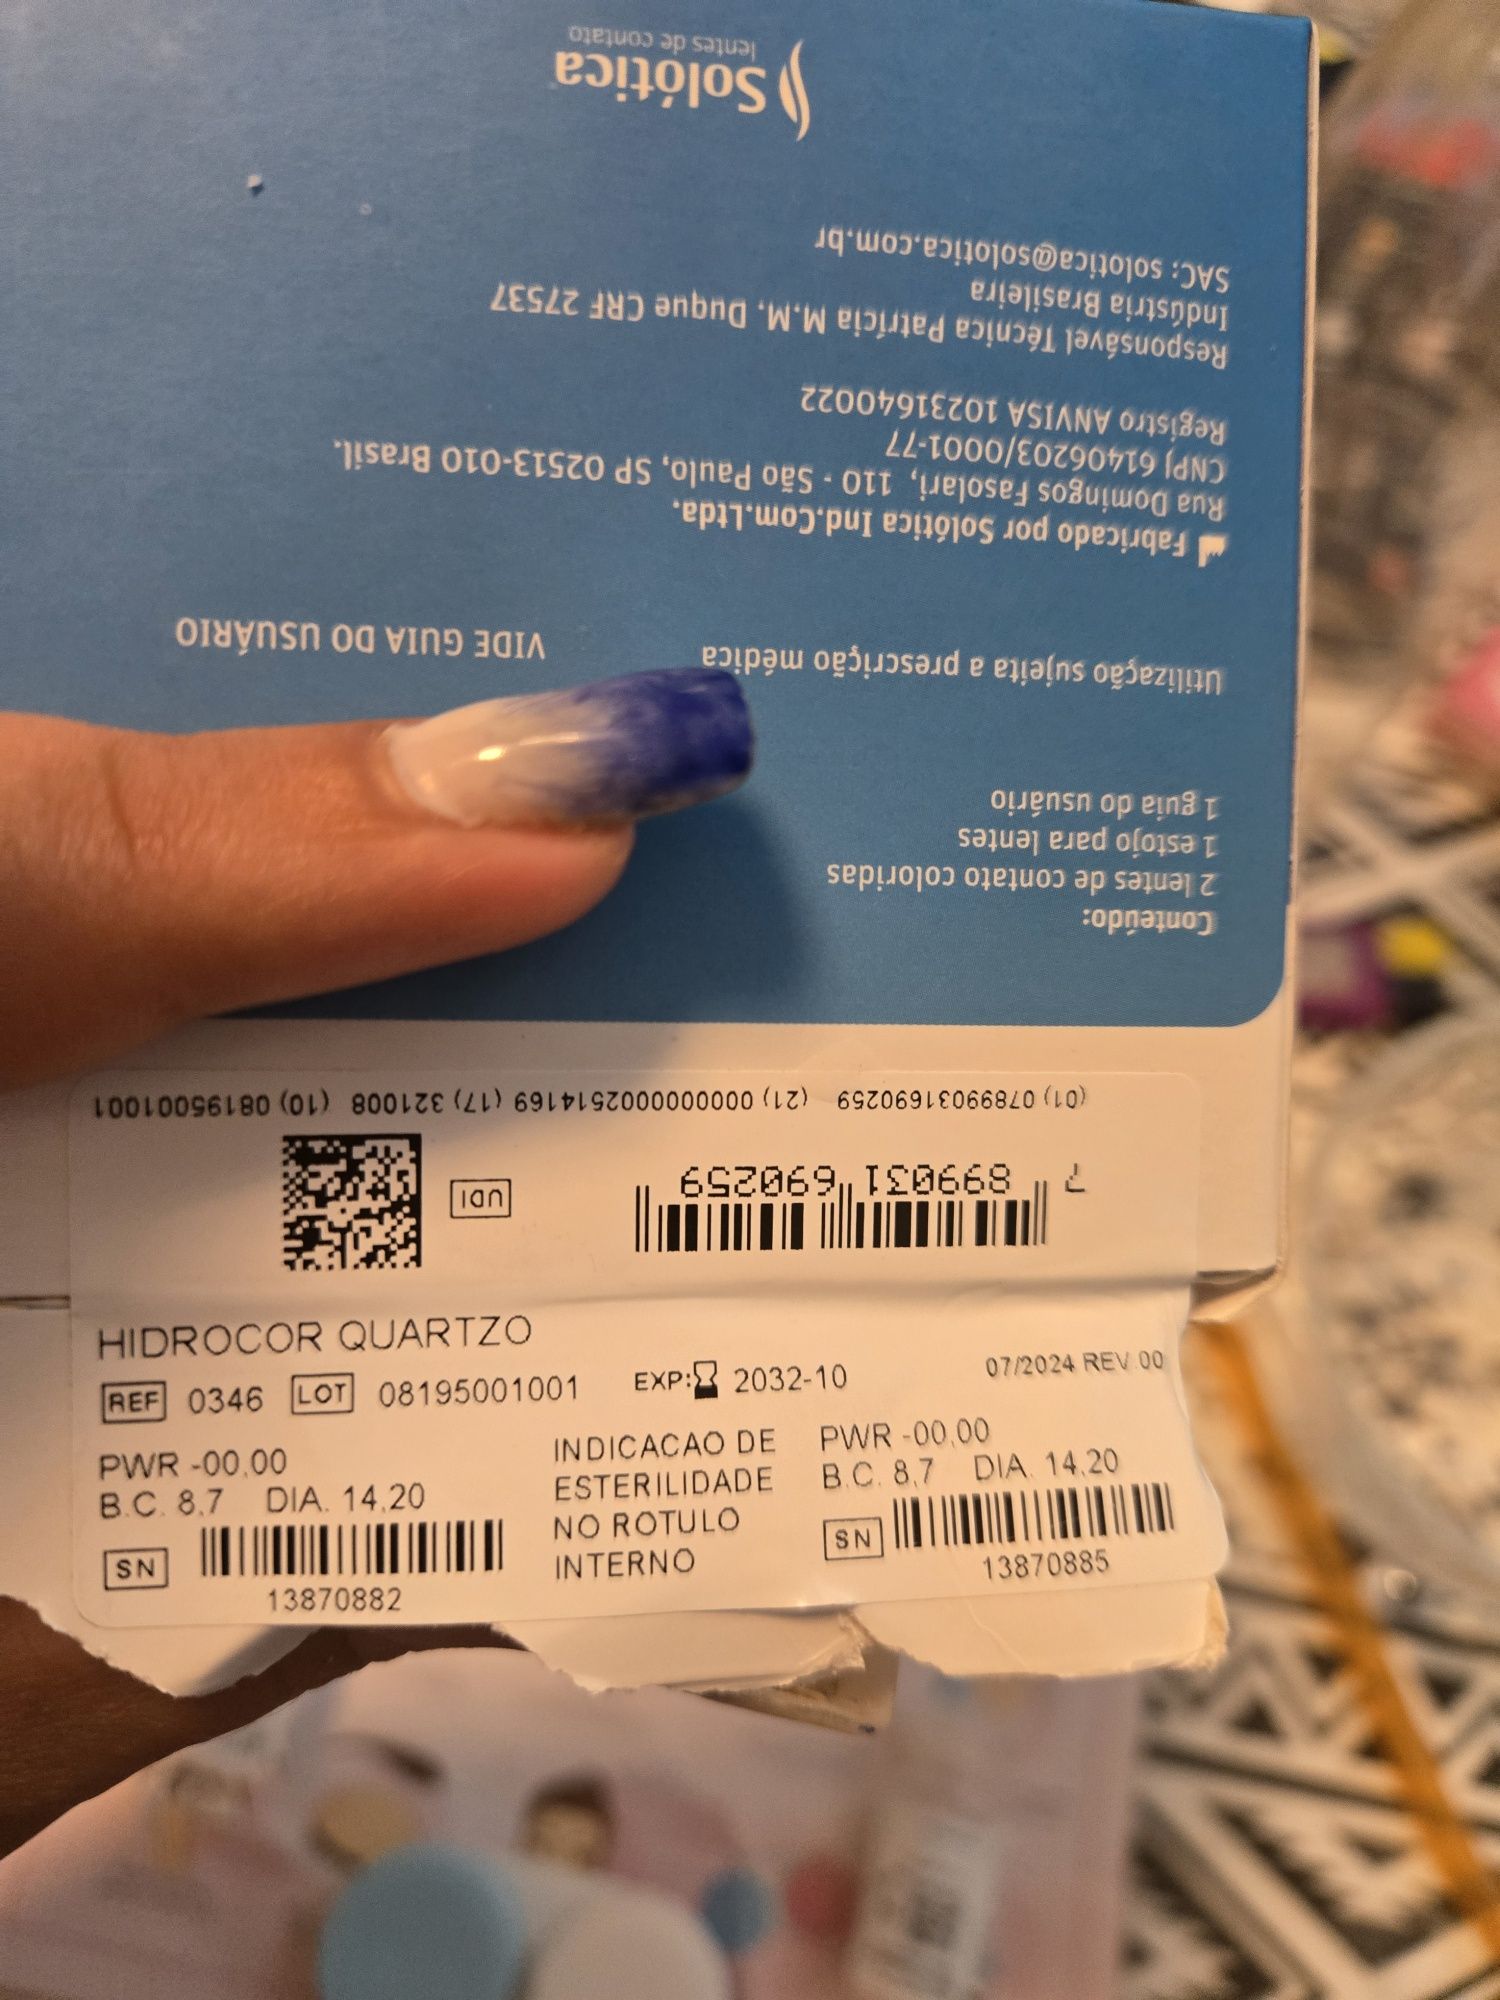 Solótica
lentes de contato
SAC: solotica@solotica.com.br
Indústria Brasileira
Responsável Técnica Patrícia M.M. Duque CRF 27537
Registro ANVISA 10231640022
CNPJ 61406203/0001-77
Rua Domingos Fasolari, 110 - São Paulo, SP 02513-010 Brasil.
Fabricado por Solótica Ind.Com.Ltda.
VIDE GUIA DO USUÁRIO
Utilização sujeita a prescrição médica
1 guia do usuário
1 estojo para lentes
2 lentes de contato coloridas
Conteúdo:
(01) 07899031690259 (21) 00000000002514169 (17) 321008 (10) 08195001001
7 899031 690259
UDI
HIDROCOR QUARTZO
REF 0346 LOT 08195001001 EXP: 2032-10 07/2024 REV.00
PWR -00,00
B.C. 8,7 DIA. 14,20
SN
13870882
INDICACAO DE
ESTERILIDADE
NO ROTULO
INTERNO
PWR -00,00
B.C. 8,7 DIA. 14,20
SN
13870885